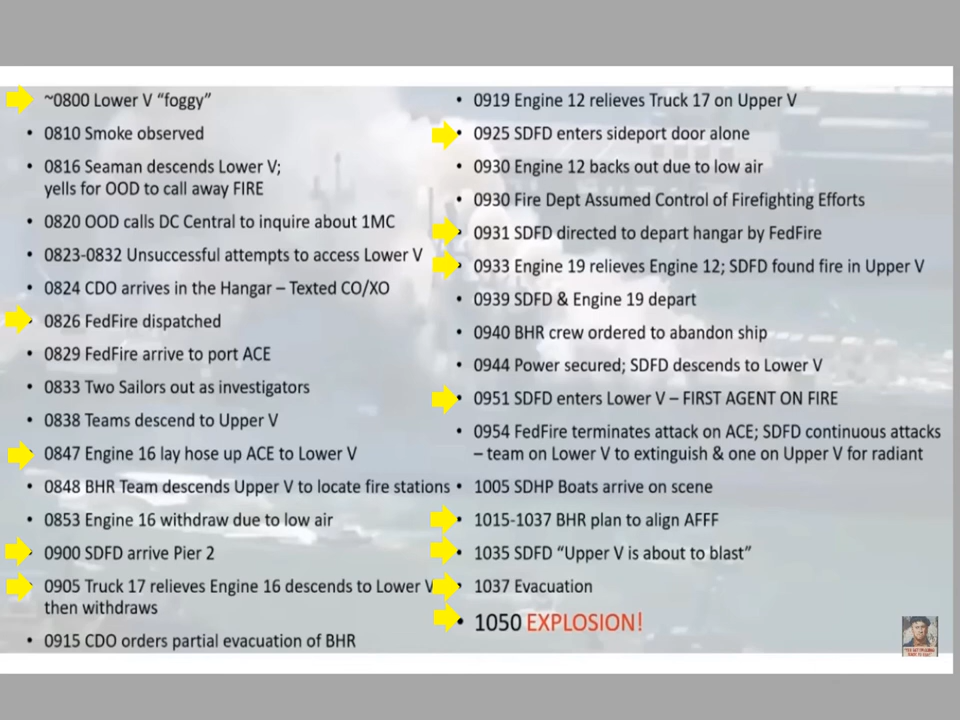 ~0800 Lower V “foggy”
0810 Smoke observed
0816 Seaman descends Lower V;
yells for OOD to call away FIRE
0820 OOD calls DC Central to inquire about 1MC
0823-0832 Unsuccessful attempts to access Lower V
0824 CDO arrives in the Hangar – Texted CO/XO
0826 FedFire dispatched
0829 FedFire arrive to port ACE
0833 Two Sailors out as investigators
0838 Teams descend to Upper V
0847 Engine 16 lay hose up ACE to Lower V
0848 BHR Team descends Upper V to locate fire stations
0853 Engine 16 withdraw due to low air
0900 SDFD arrive Pier 2
0905 Truck 17 relieves Engine 16 descends to Lower V
then withdraws
0915 CDO orders partial evacuation of BHR
0919 Engine 12 relieves Truck 17 on Upper V
0925 SDFD enters sideport door alone
0930 Engine 12 backs out due to low air
0930 Fire Dept Assumed Control of Firefighting Efforts
0931 SDFD directed to depart hangar by FedFire
0933 Engine 19 relieves Engine 12; SDFD found fire in Upper V
0939 SDFD & Engine 19 depart
0940 BHR crew ordered to abandon ship
0944 Power secured; SDFD descends to Lower V
0951 SDFD enters Lower V – FIRST AGENT ON FIRE
0954 FedFire terminates attack on ACE; SDFD continuous attacks
– team on Lower V to extinguish & one on Upper V for radiant
1005 SDHP Boats arrive on scene
1015-1037 BHR plan to align AFFF
1035 SDFD “Upper V is about to blast”
1037 Evacuation
1050 EXPLOSION!